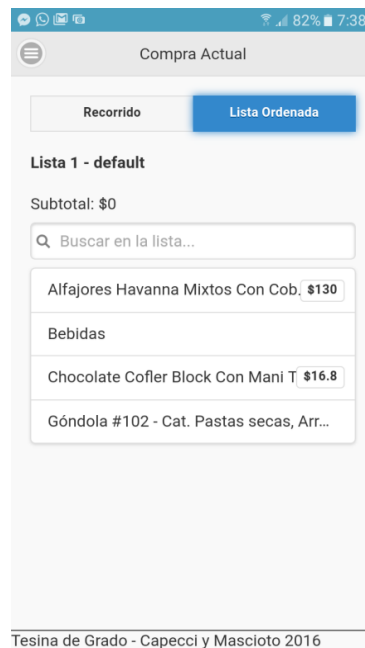 82% 7:38
Compra Actual
Recorrido Lista Ordenada
Lista 1 - default
Subtotal: $0
Buscar en la lista...
Alfajores Havanna Mixtos Con Cob. $130
Bebidas
Chocolate Cofler Block Con Mani T $16.8
Góndola #102 - Cat. Pastas secas, Arr...
Tesina de Grado - Capecci y Mascioto 2016